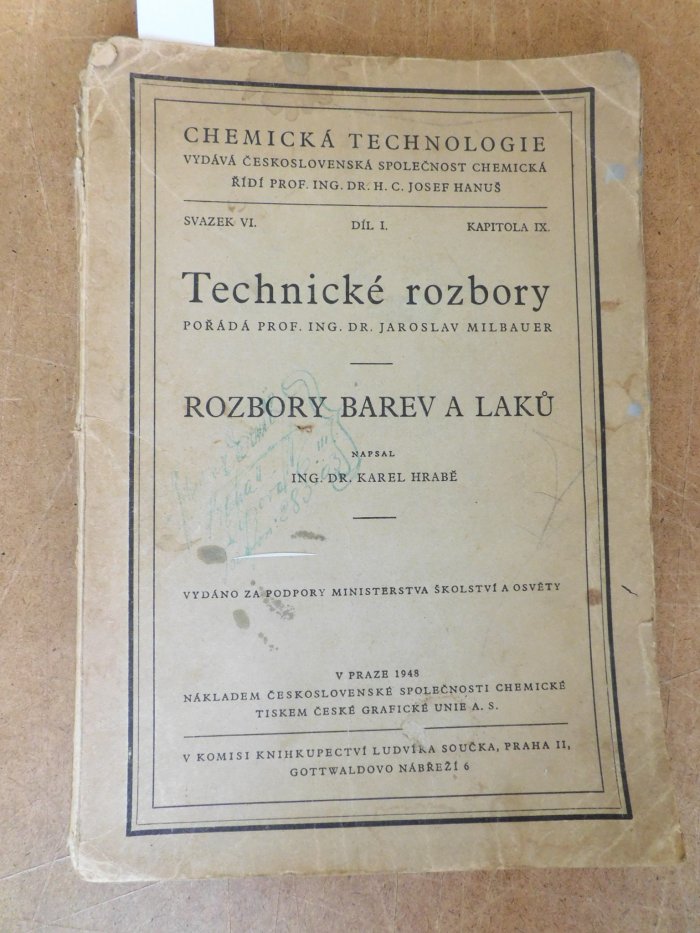 CHEMICKÁ TECHNOLOGIE
VYDÁVÁ ČESKOSLOVENSKÁ SPOLEČNOST CHEMICKÁ
ŘÍDÍ PROF. ING. DR. H. C. JOSEF HANUŠ
SVAZEK VI. DÍL I. KAPITOLA IX.
Technické rozbory
POŘÁDÁ PROF. ING. DR. JAROSLAV MILBAUER
ROZBORY BAREV A LAKŮ
NAPSAL
ING. DR. KAREL HRABĚ
VYDÁNO ZA PODPORY MINISTERSTVA ŠKOLSTVÍ A OSVĚTY
V PRAZE 1948
NÁKLADEM ČESKOSLOVENSKÉ SPOLEČNOSTI CHEMICKÉ
TISKEM ČESKÉ GRAFICKÉ UNIE A. S.
V KOMISI KNIHKUPECTVÍ LUDVÍKA SOUČKA, PRAHA II,
GOTTWALDOVO NÁBŘEŽÍ 6